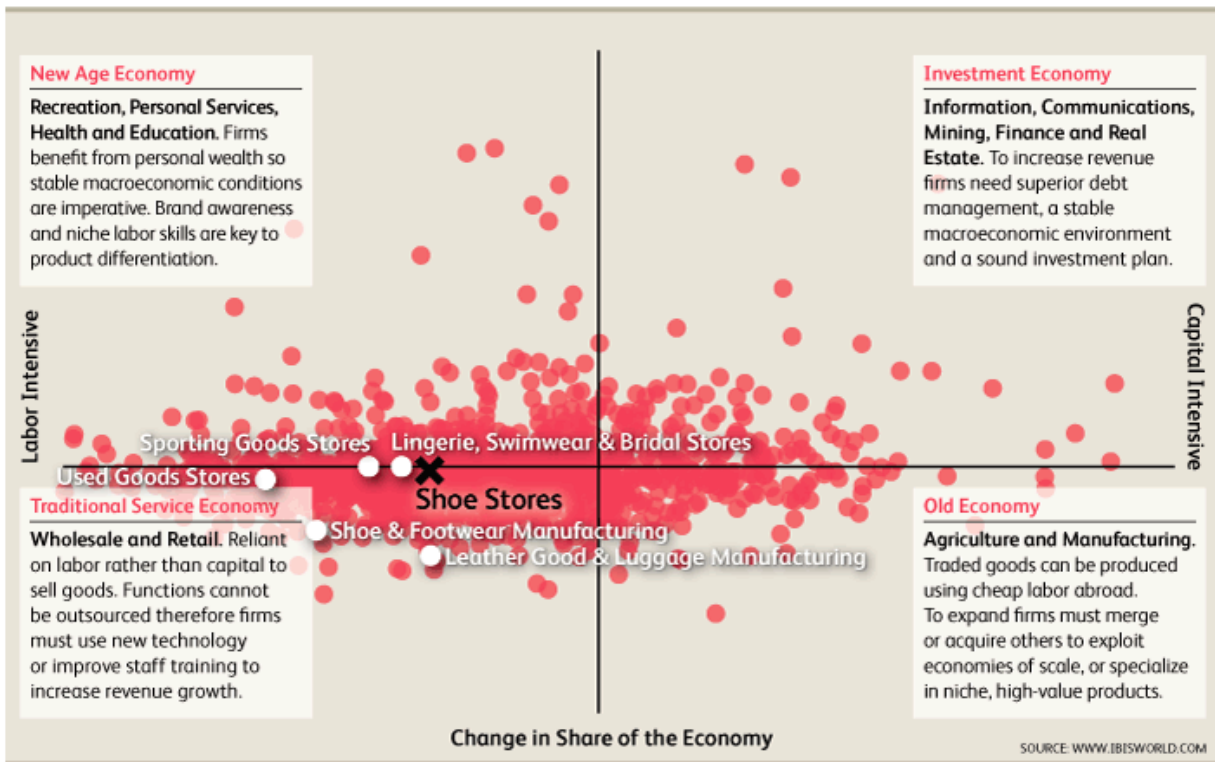 New Age Economy
Recreation, Personal Services,
Health and Education. Firms
benefit from personal wealth so
stable macroeconomic conditions
are imperative. Brand awareness
and niche labor skills are key to
product differentiation.
Investment Economy
Information, Communications,
Mining, Finance and Real
Estate. To increase revenue
firms need superior debt
management, a stable
macroeconomic environment
and a sound investment plan.
Labor Intensive
Capital Intensive
Sporting Goods Stores
Lingerie, Swimwear & Bridal Stores
Used Goods Stores
Shoe Stores
Shoe & Footwear Manufacturing
Leather Good & Luggage Manufacturing
Traditional Service Economy
Wholesale and Retail. Reliant
on labor rather than capital to
sell goods. Functions cannot
be outsourced therefore firms
must use new technology
or improve staff training to
increase revenue growth.
Old Economy
Agriculture and Manufacturing.
Traded goods can be produced
using cheap labor abroad.
To expand firms must merge
or acquire others to exploit
economies of scale, or specialize
in niche, high-value products.
Change in Share of the Economy
SOURCE: WWW.IBISWORLD.COM